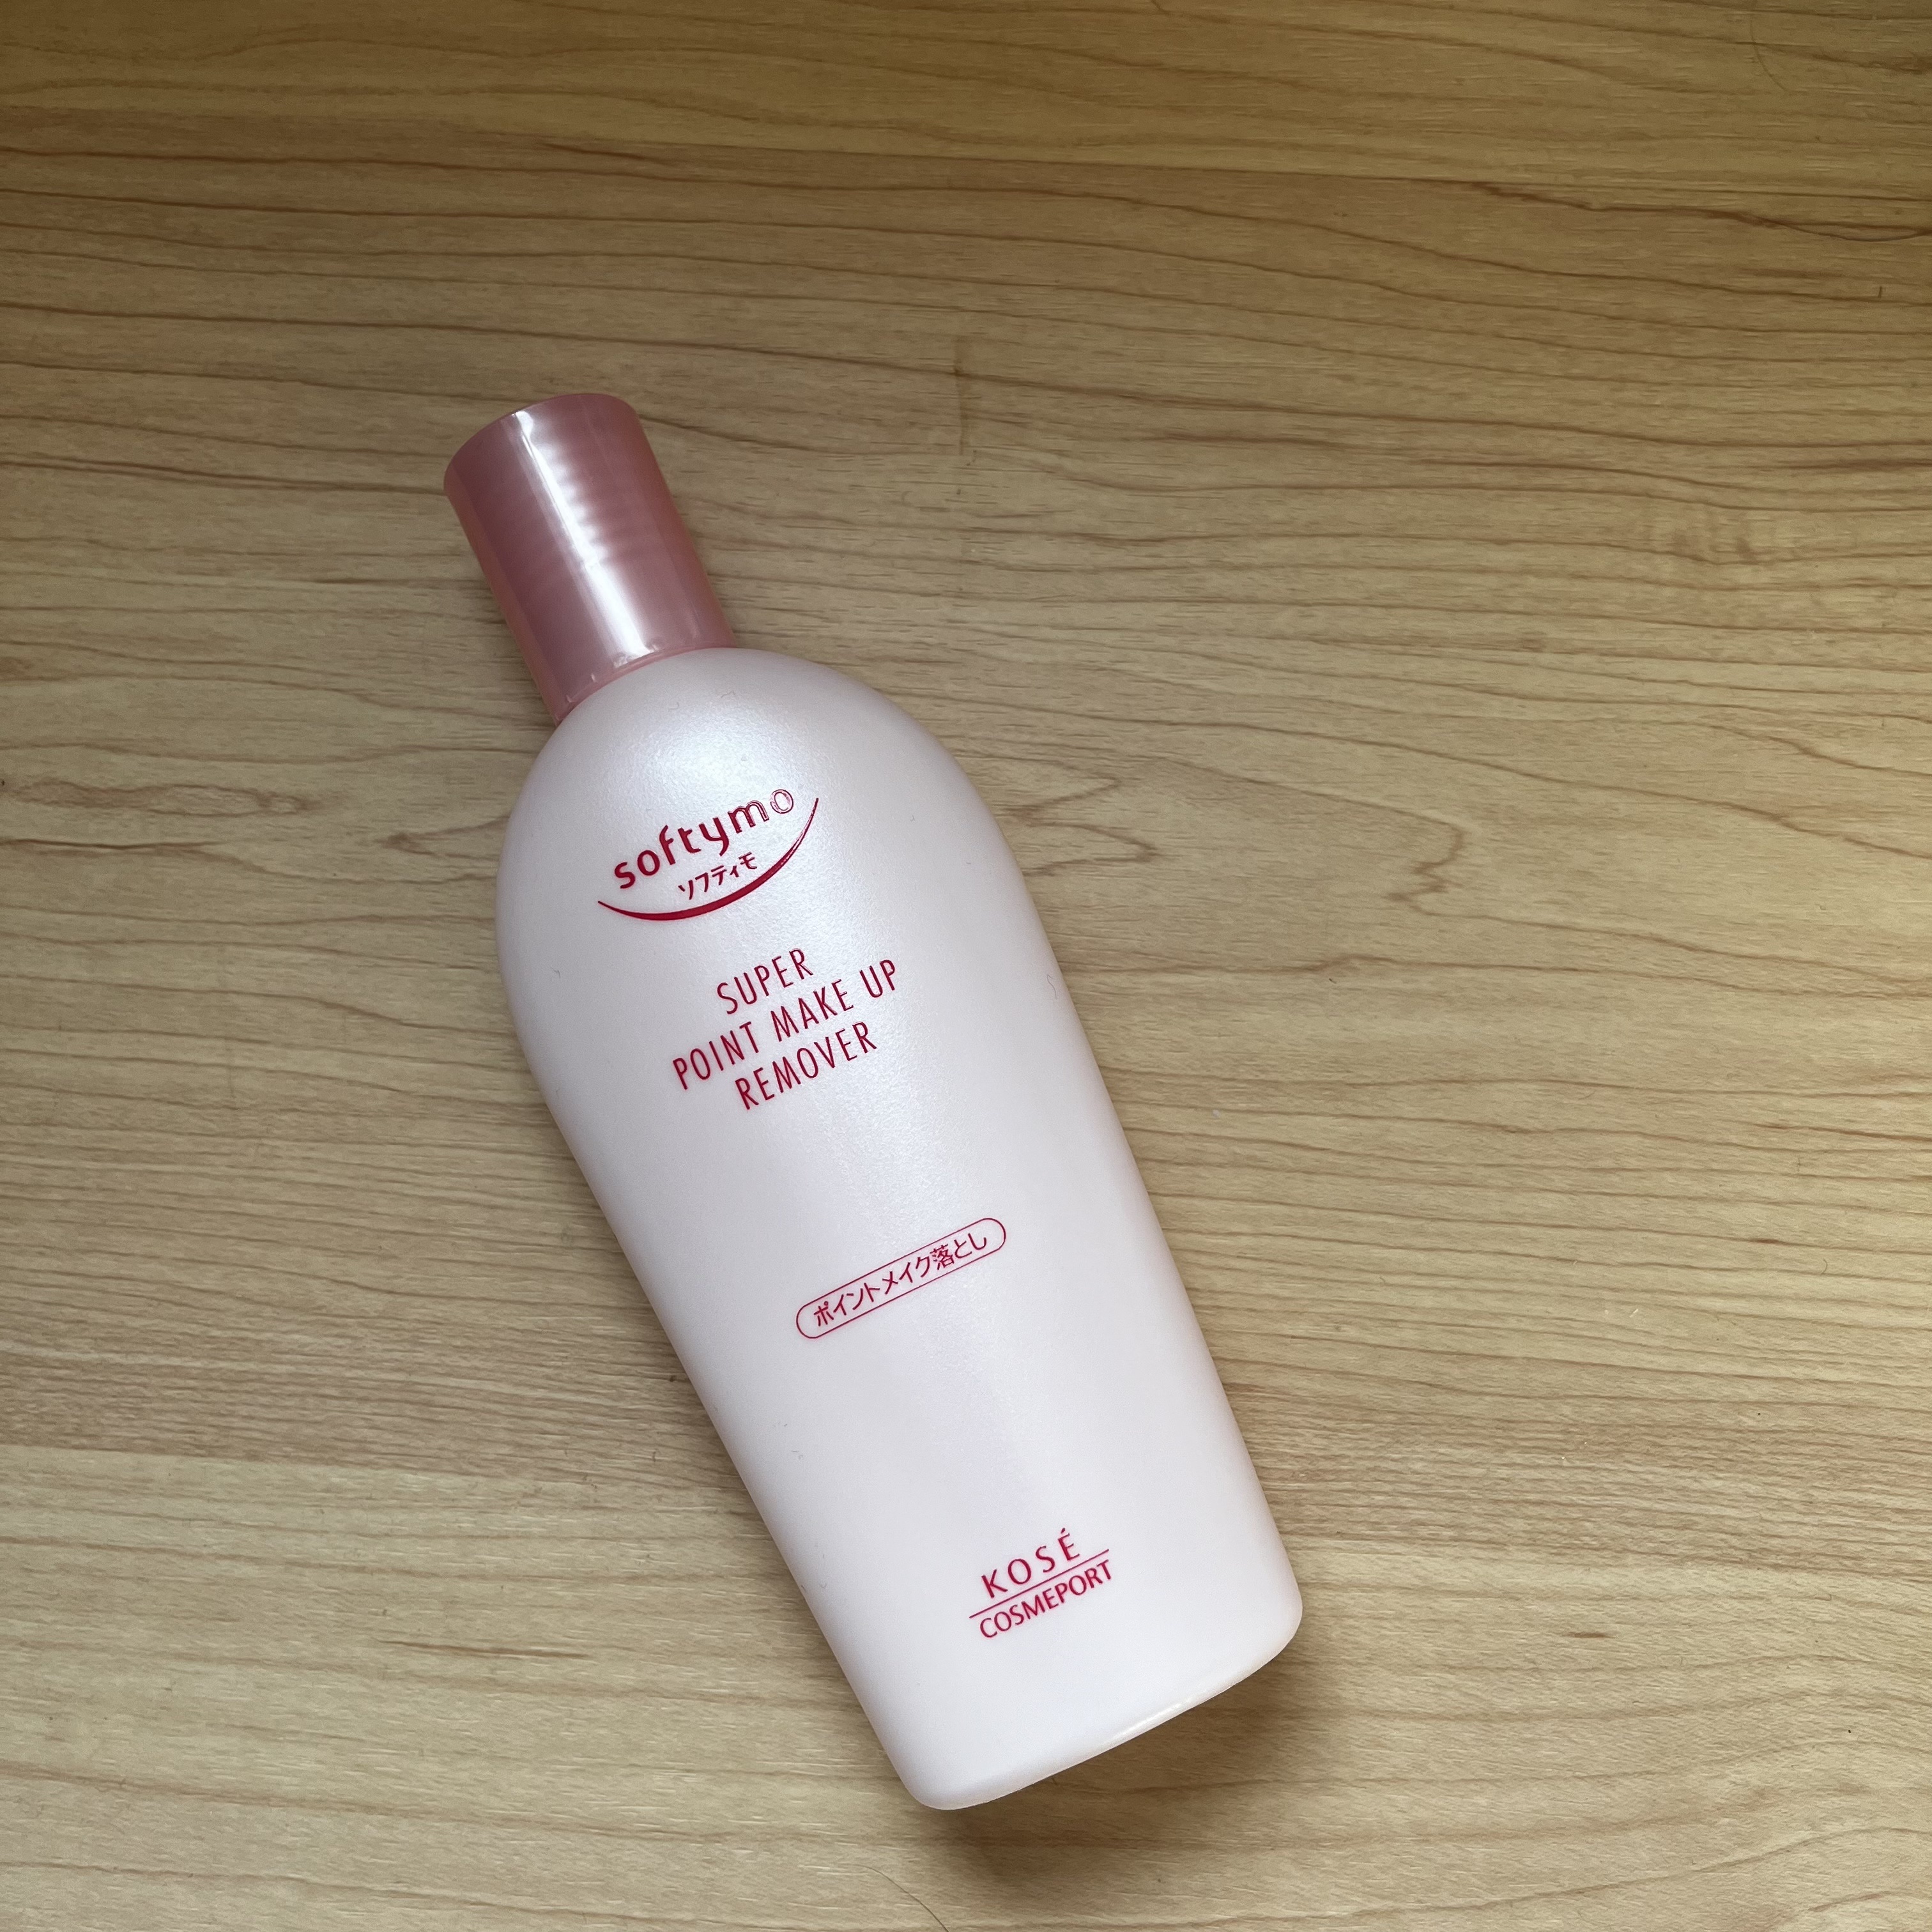 softymo
ソフティモ
SUPER
POINT MAKE UP
REMOVER
ポイントメイク落とし
KOSÉ
COSMEPORT